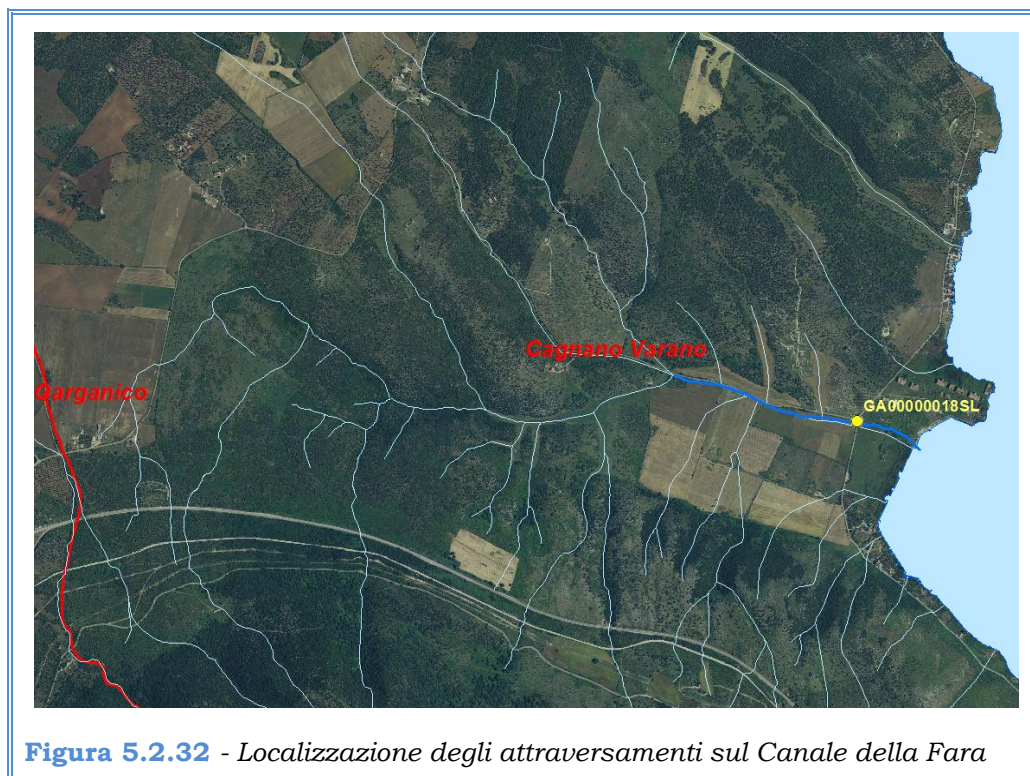 Cagnano Varano
Garganico
GA00000018SL
Figura 5.2.32 - Localizzazione degli attraversamenti sul Canale della Fara